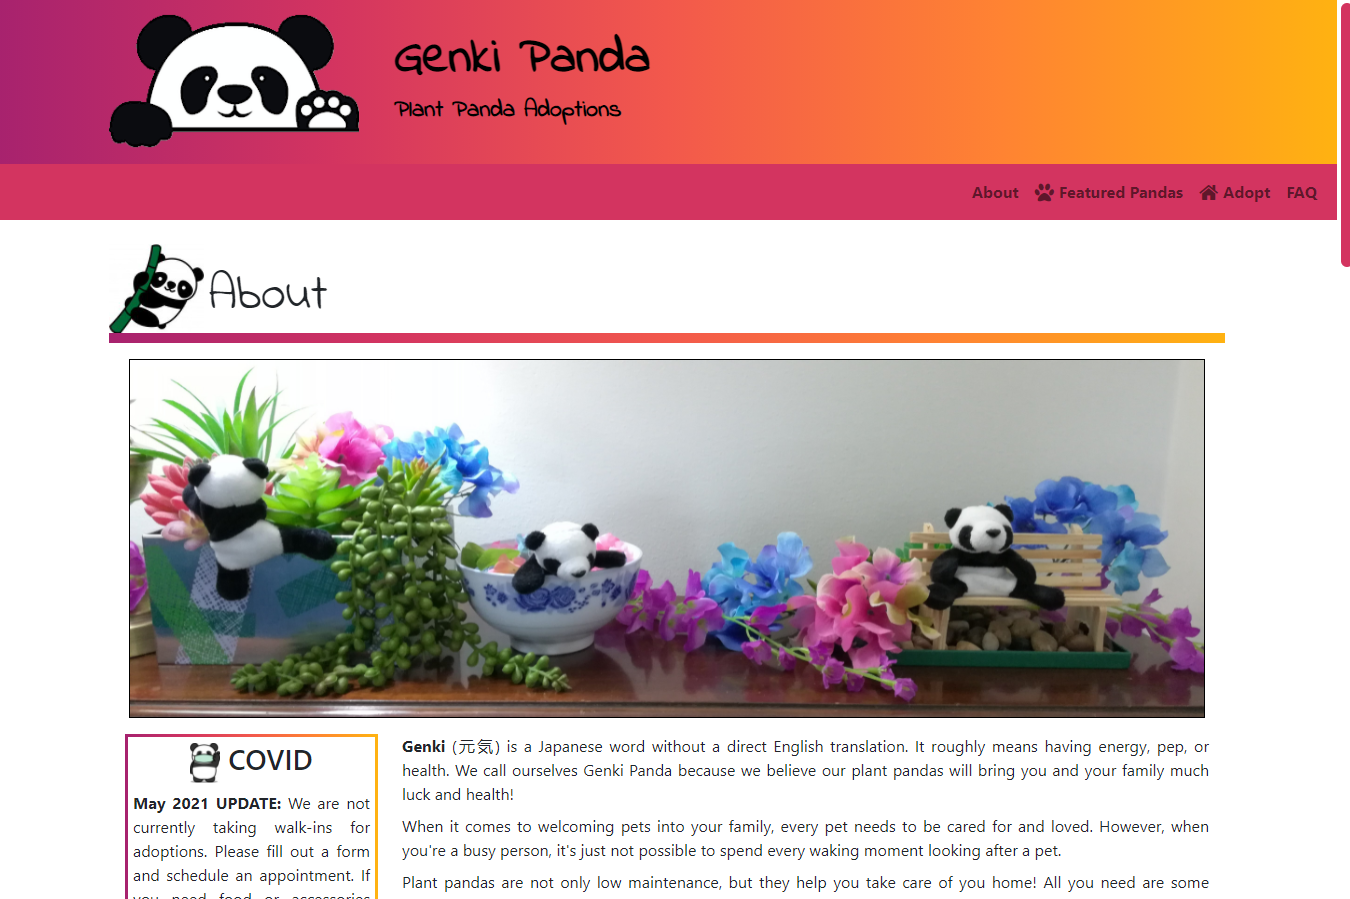 Genki Panda
Plant Panda Adoptions
About
Featured Pandas
Adopt
FAQ
About
COVID
May 2021 UPDATE: We are not
currently taking walk-ins for
adoptions. Please fill out a form
and schedule an appointment. If
you need food or accessories
Genki (元気) is a Japanese word without a direct English translation. It roughly means having energy, pep, or
health. We call ourselves Genki Panda because we believe our plant pandas will bring you and your family much
luck and health!
When it comes to welcoming pets into your family, every pet needs to be cared for and loved. However, when
you're a busy person, it's just not possible to spend every waking moment looking after a pet.
Plant pandas are not only low maintenance, but they help you take care of you home! All you need are some